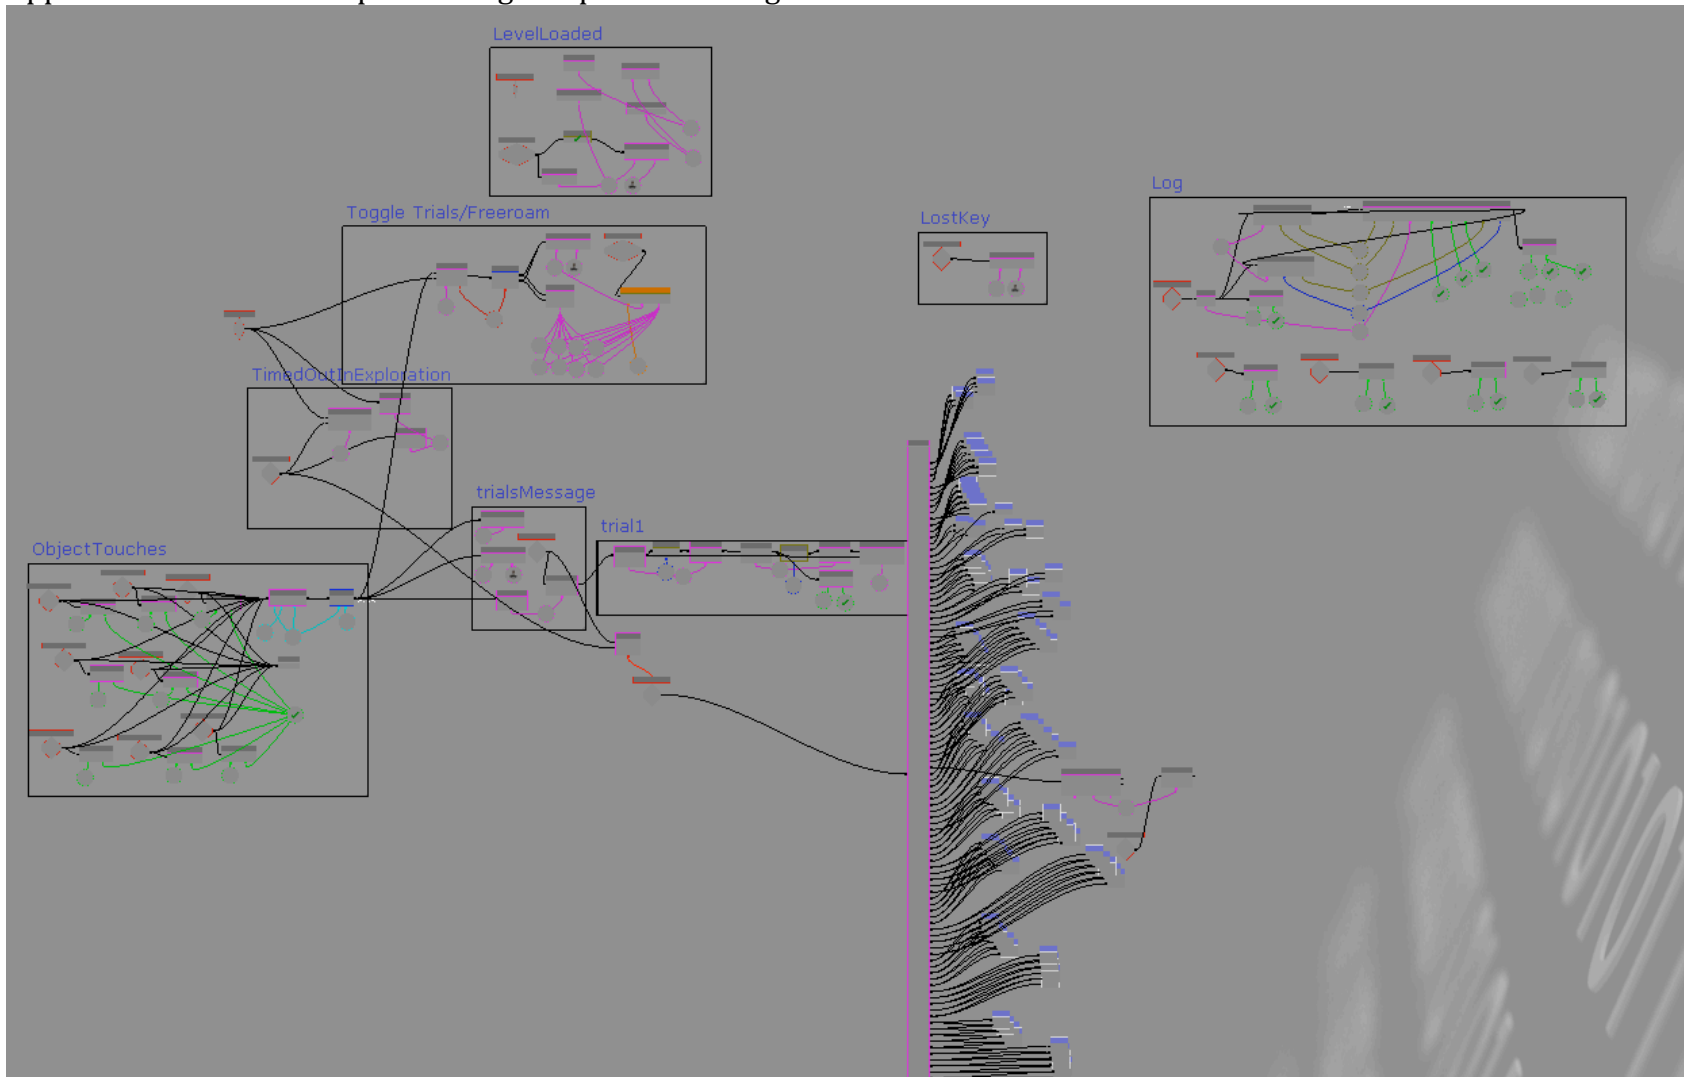 LevelLoaded
Toggle Trials/Freeroam
LostKey
Log
TimedOutInExploration
trialsMessage
trial1
ObjectTouches